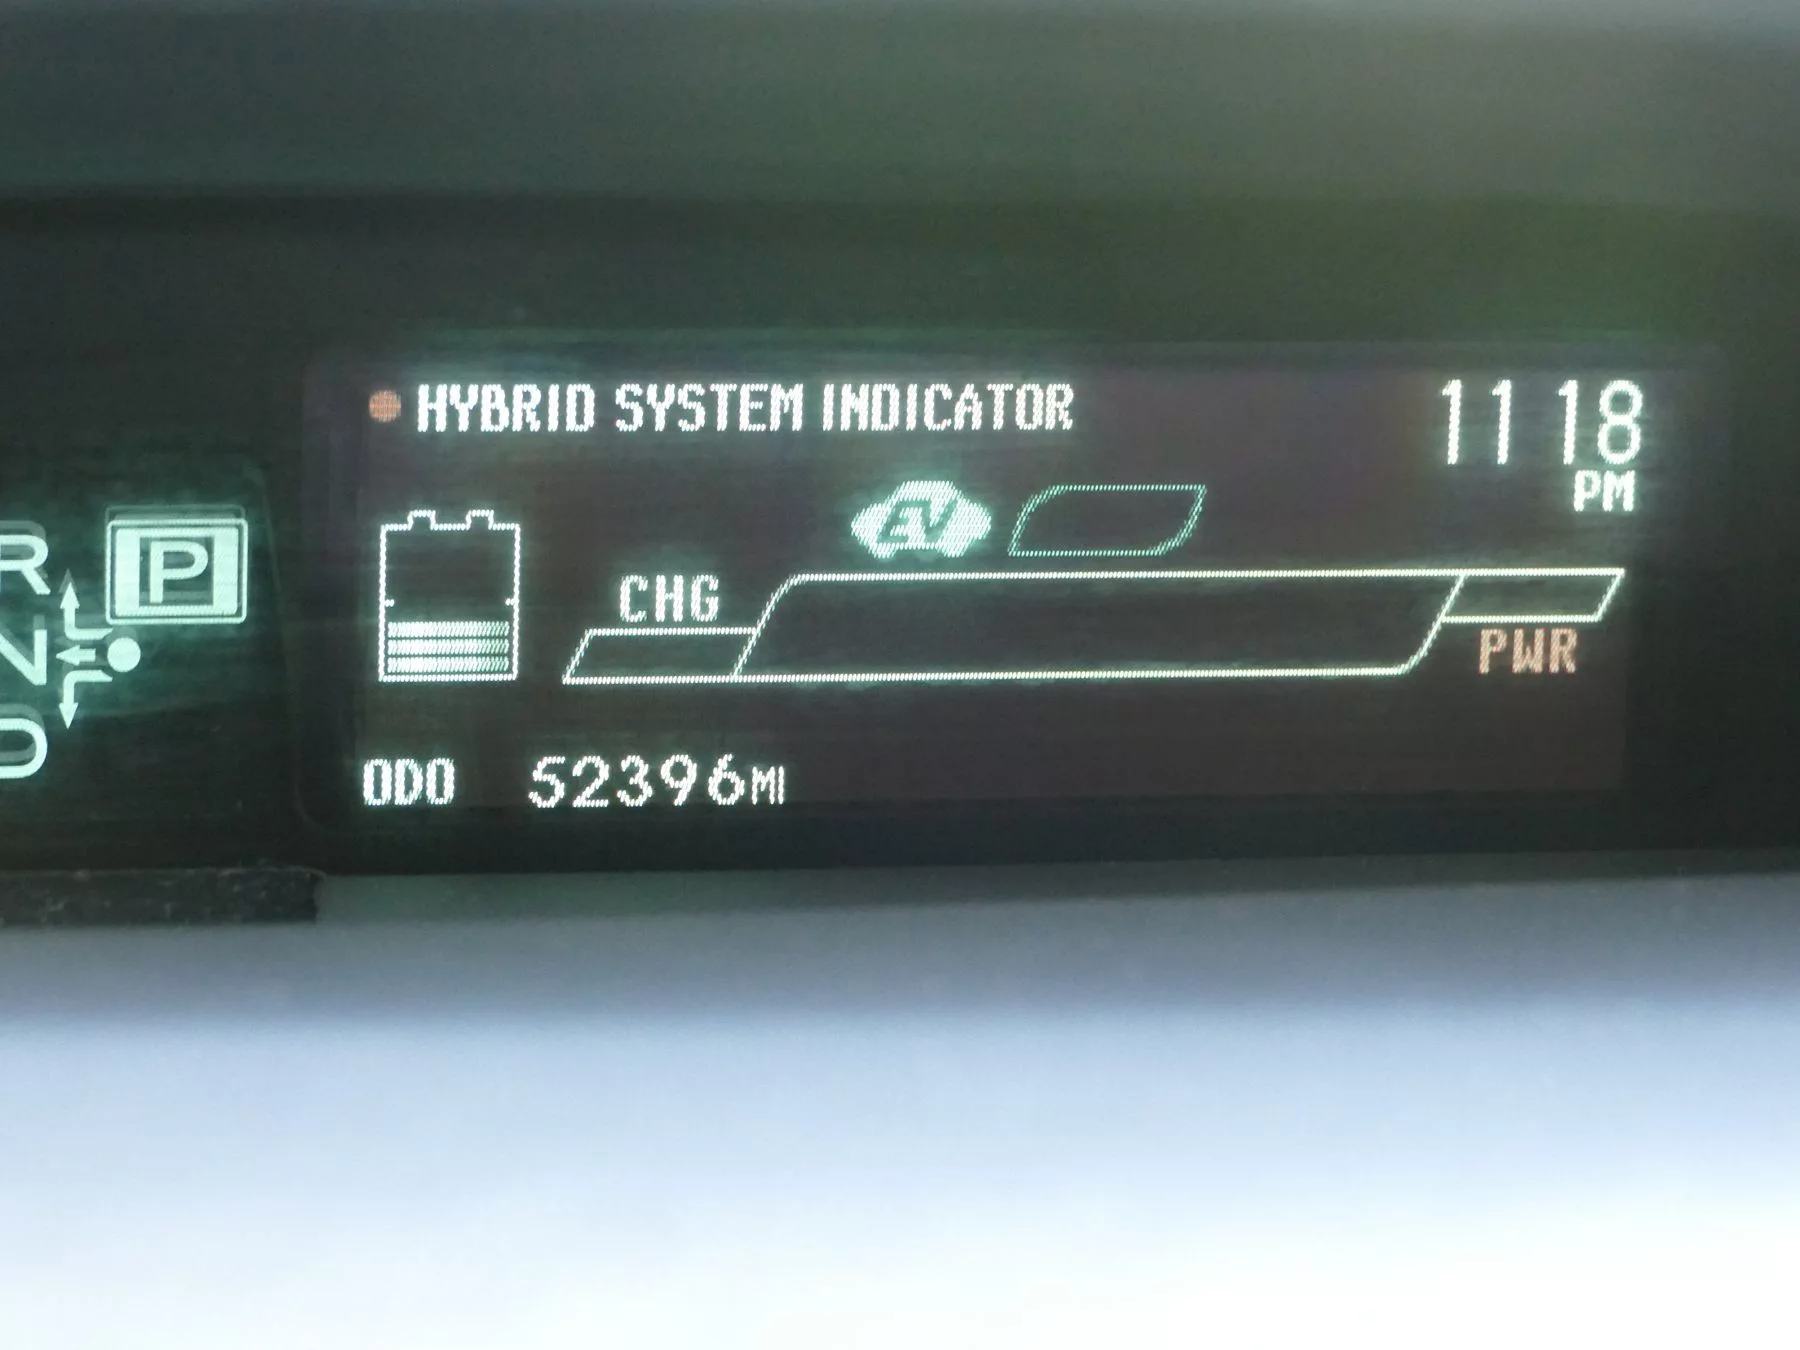 HYBRID SYSTEM INDICATOR
11 18
PM
EV
R
P
CHG
N
PWR
D
ODO 52396MI